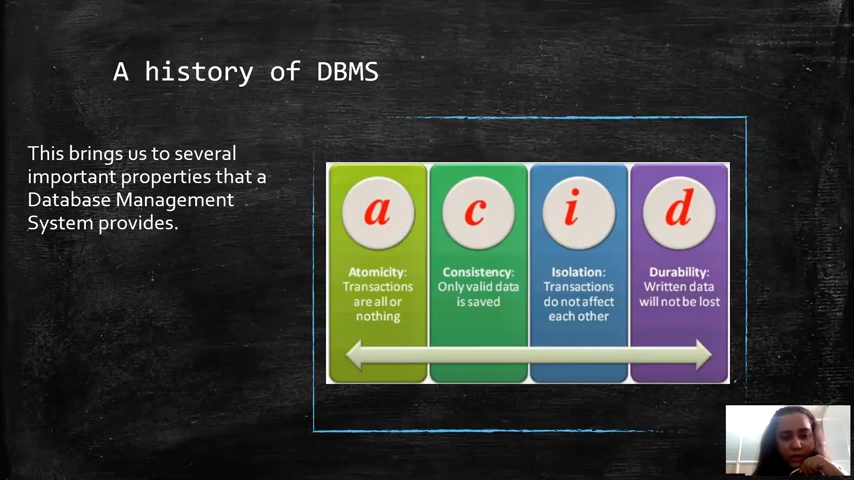 A history of DBMS
This brings us to several
important properties that a
Database Management
System provides.
a
c
i
d
Atomicity:
Transactions
are all or
nothing
Consistency:
Only valid data
is saved
Isolation:
Transactions
do not affect
each other
Durability:
Written data
will not be lost